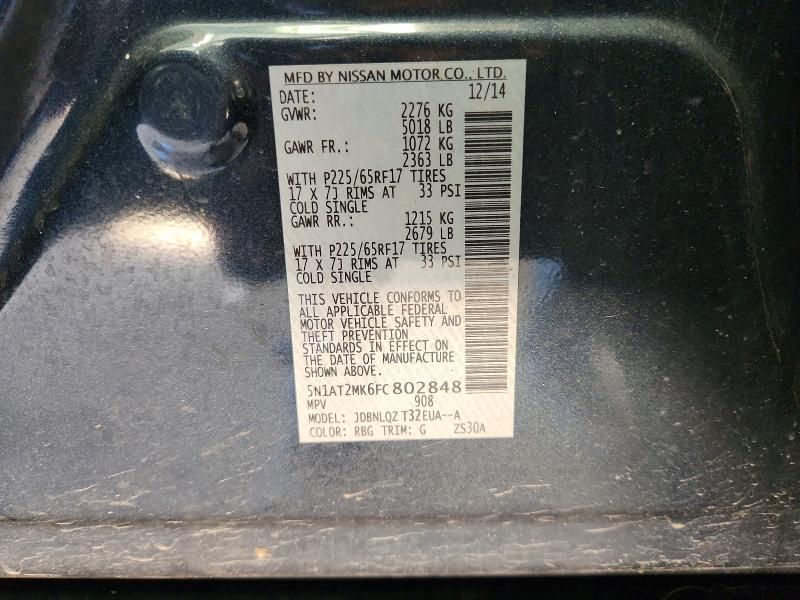 MFD BY NISSAN MOTOR CO., LTD.
DATE: 12/14
GVWR: 2276 KG
5018 LB
GAWR FR.: 1072 KG
2363 LB
WITH P225/65RF17 TIRES
17 X 7J RIMS AT 33 PSI
COLD SINGLE
GAWR RR.: 1215 KG
2679 LB
WITH P225/65RF17 TIRES
17 X 7J RIMS AT 33 PSI
COLD SINGLE
THIS VEHICLE CONFORMS TO
ALL APPLICABLE FEDERAL
MOTOR VEHICLE SAFETY AND
THEFT PREVENTION
STANDARDS IN EFFECT ON
THE DATE OF MANUFACTURE
SHOWN ABOVE.
5N1AT2MK6FC802848
MPV 908
MODEL: JDBNLQZ T32EUA--A
COLOR: RBG TRIM: G ZS30A